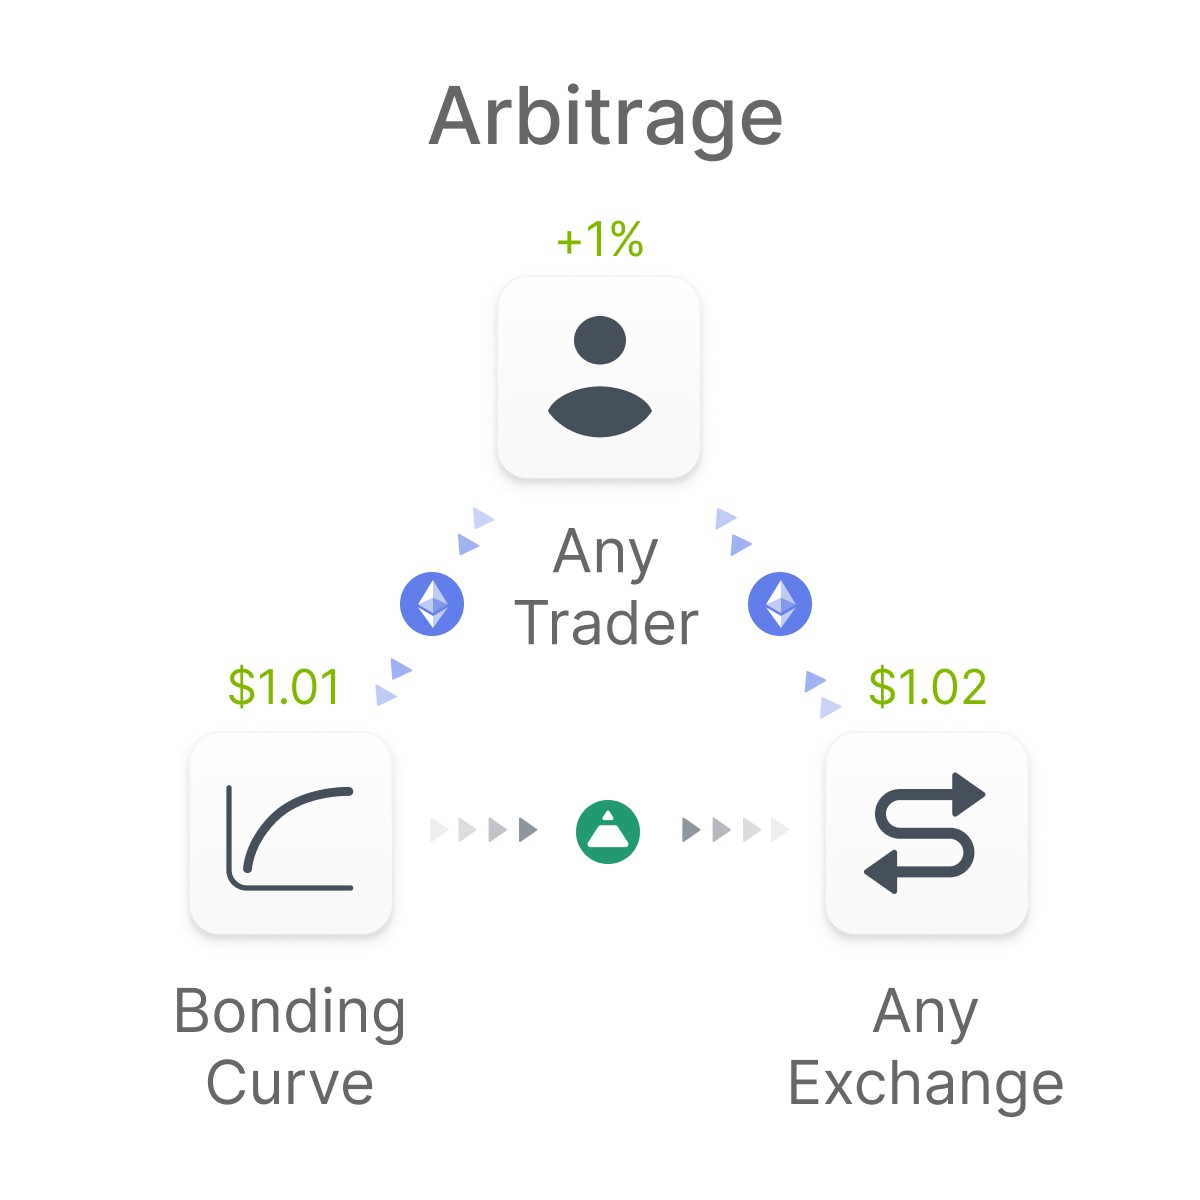 Arbitrage
+1%
Any
Trader
$1.01
$1.02
Bonding
Curve
Any
Exchange